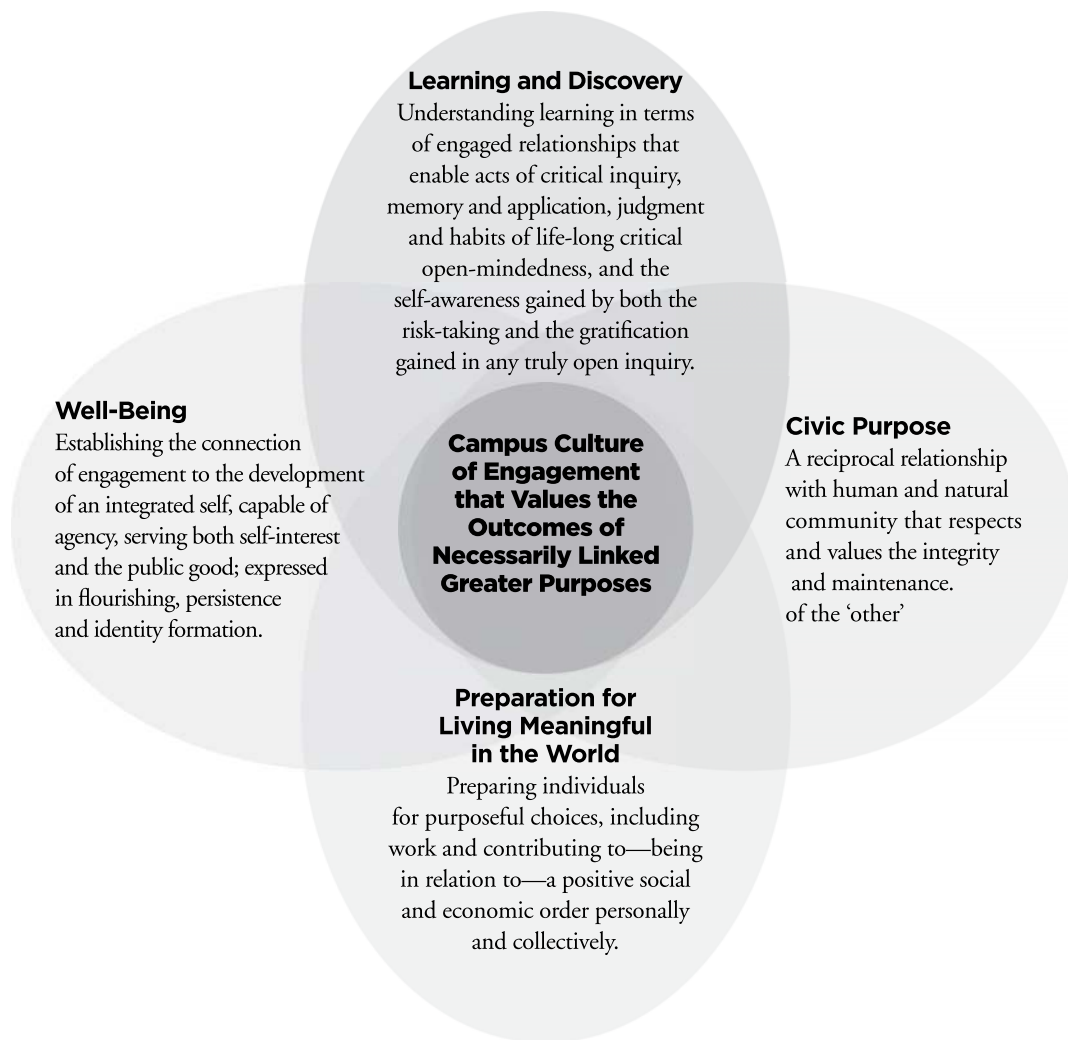 Learning and Discovery
Understanding learning in terms
of engaged relationships that
enable acts of critical inquiry,
memory and application, judgment
and habits of life-long critical
open-mindedness, and the
self-awareness gained by both the
risk-taking and the gratification
gained in any truly open inquiry.
Well-Being
Establishing the connection
of engagement to the development
of an integrated self, capable of
agency, serving both self-interest
and the public good; expressed
in flourishing, persistence
and identity formation.
Campus Culture
of Engagement
that Values the
Outcomes of
Necessarily Linked
Greater Purposes
Civic Purpose
A reciprocal relationship
with human and natural
community that respects
and values the integrity
and maintenance.
of the ‘other’
Preparation for
Living Meaningful
in the World
Preparing individuals
for purposeful choices, including
work and contributing to—being
in relation to—a positive social
and economic order personally
and collectively.